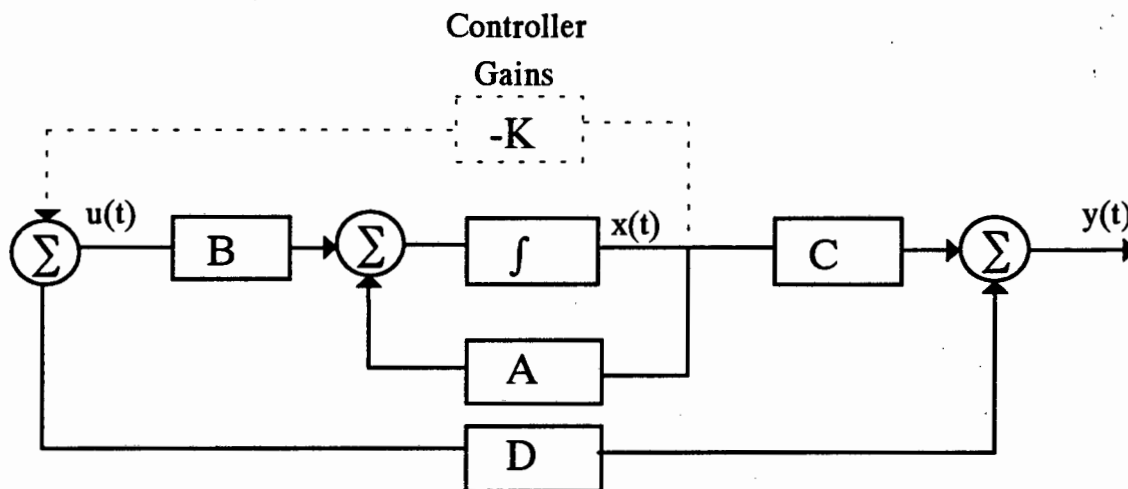 Controller
Gains
-K
Σ
u(t)
B
Σ
∫
x(t)
C
Σ
y(t)
A
D